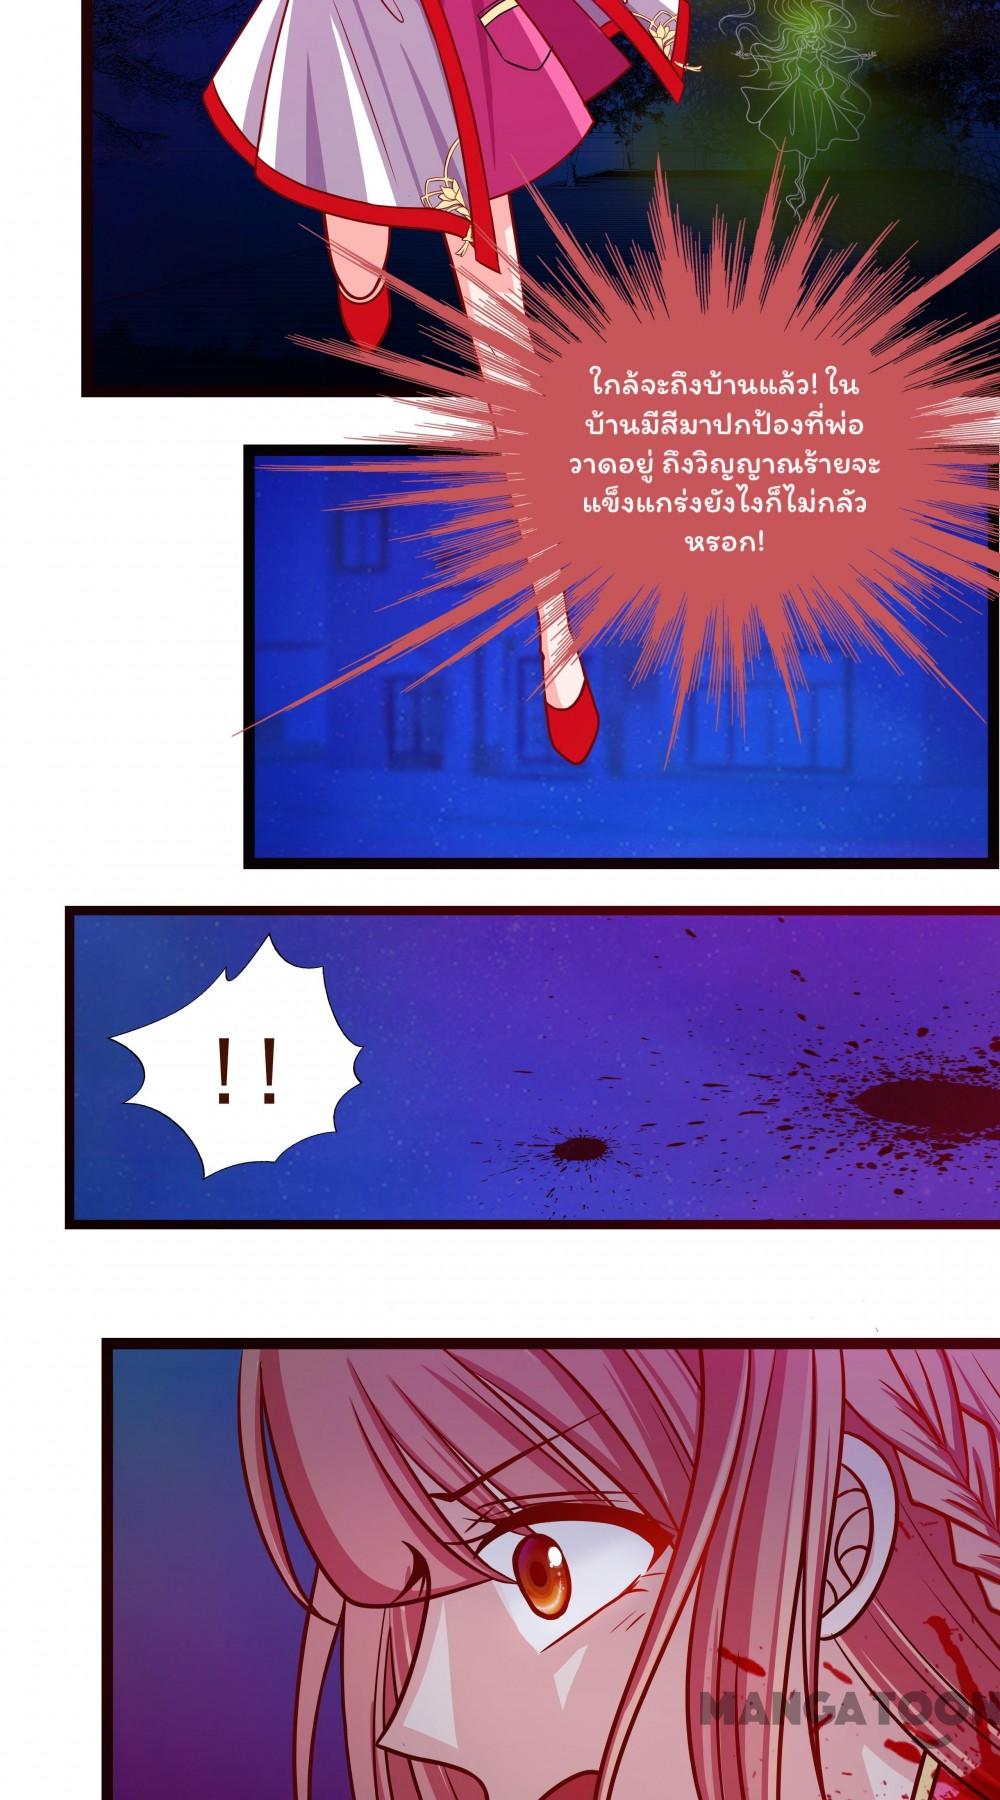 ใกล้จะถึงบ้านแล้ว! ใน
บ้านมีสีมาปกป้องที่พ่อ
วาดอยู่ ถึงวิญญาณร้ายจะ
แข็งแกร่งยังไงก็ไม่กลัว
หรอก!
!!
MANGATOON